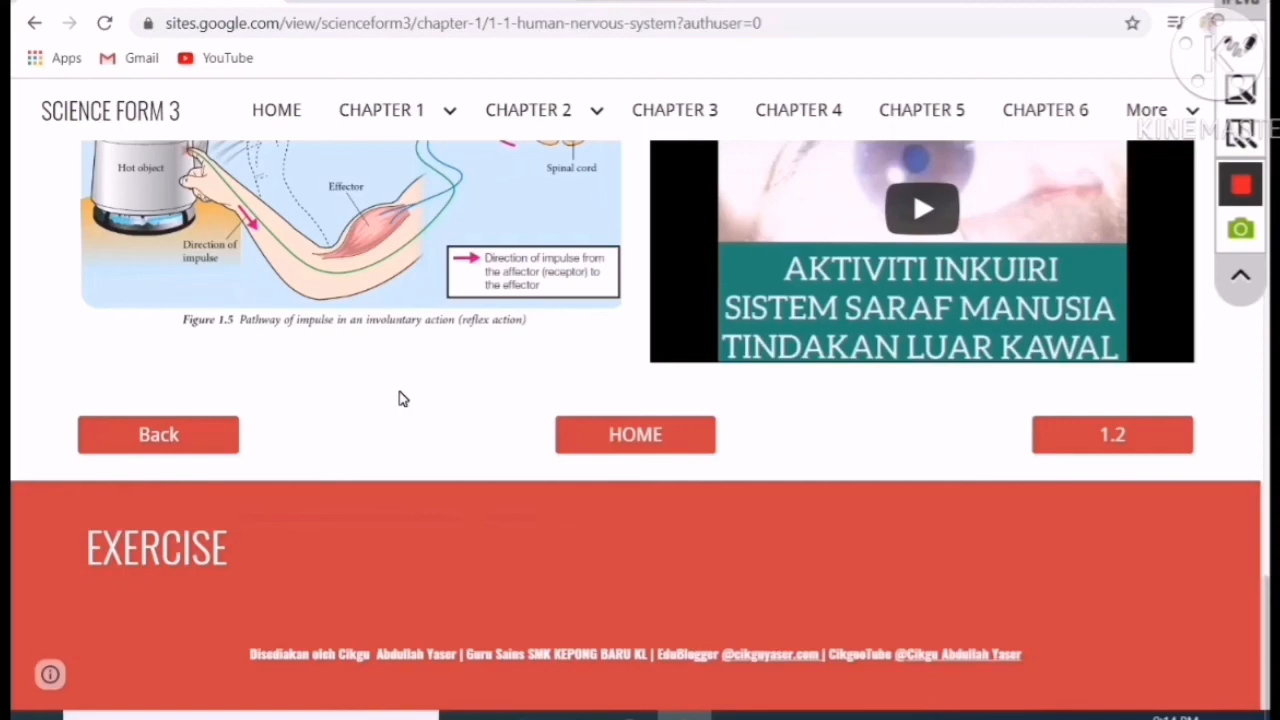 sites.google.com/view/scienceform3/chapter-1/1-1-human-nervous-system?authuser=0
Apps Gmail YouTube
SCIENCE FORM 3 HOME CHAPTER 1 CHAPTER 2 CHAPTER 3 CHAPTER 4 CHAPTER 5 CHAPTER 6 More
KINEMASTE
Hot object
Spinal cord
Effector
Direction of
impulse
Direction of impulse from
the affector (receptor) to
the effector
Figure 1.5 Pathway of impulse in an involuntary action (reflex action)
AKTIVITI INKUIRI
SISTEM SARAF MANUSIA
TINDAKAN LUAR KAWAL
Back HOME 1.2
EXERCISE
Disediakan oleh Cikgu Abdullah Yaser | Guru Sains SMK KEPONG BARU KL | EduBlogger @cikguyaser.com | CikgooTube @Cikgu Abdullah Yaser